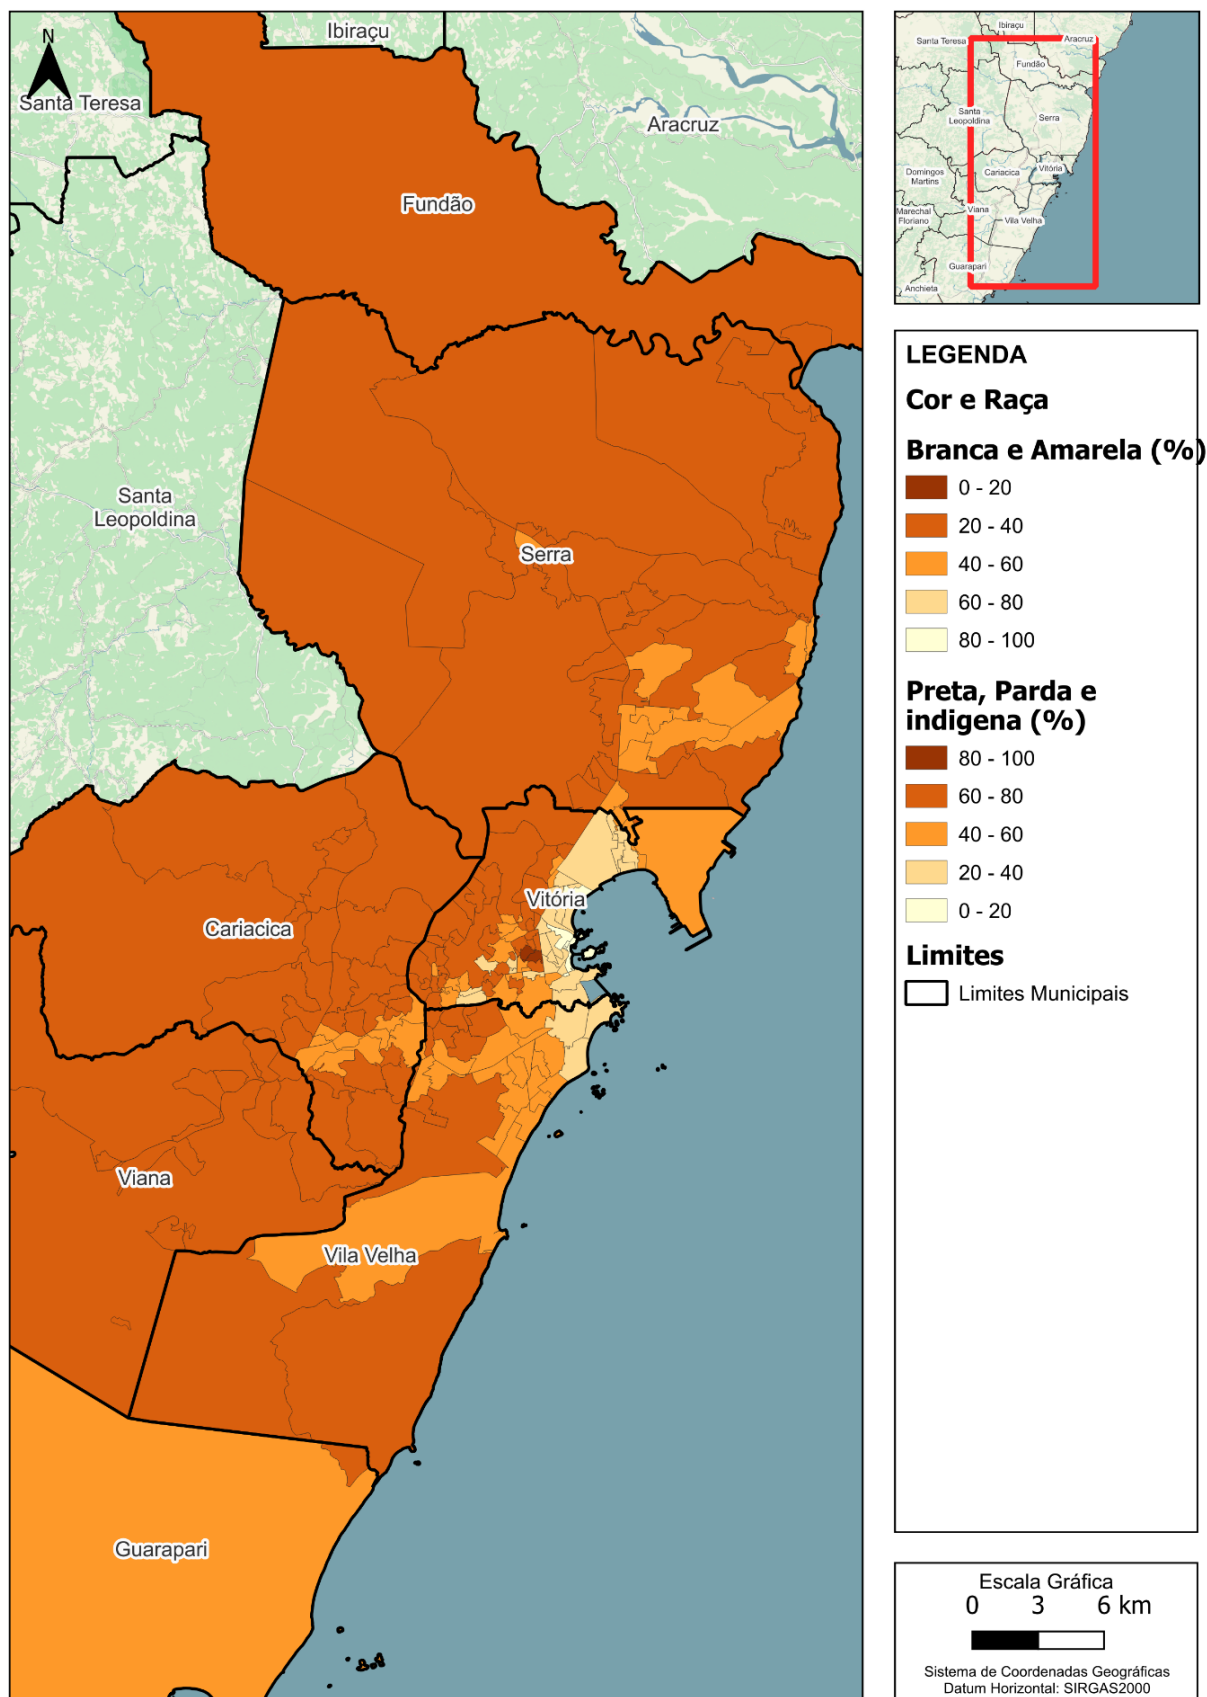 N
Ibiraçu
Santa Teresa
Aracruz
Fundão
Santa
Leopoldina
Serra
Vitória
Cariacica
Viana
Vila Velha
Guarapari
Ibiraçu
Santa Teresa
Aracruz
Fundão
Santa
Leopoldina
Serra
Domingos
Martins
Cariacica
Vitória
Marechal
Floriano
Viana
Vila Velha
Guarapari
Anchieta
LEGENDA
Cor e Raça
Branca e Amarela (%)
0 - 20
20 - 40
40 - 60
60 - 80
80 - 100
Preta, Parda e
indigena (%)
80 - 100
60 - 80
40 - 60
20 - 40
0 - 20
Limites
Limites Municipais
Escala Gráfica
0 3 6 km
Sistema de Coordenadas Geográficas
Datum Horizontal: SIRGAS2000